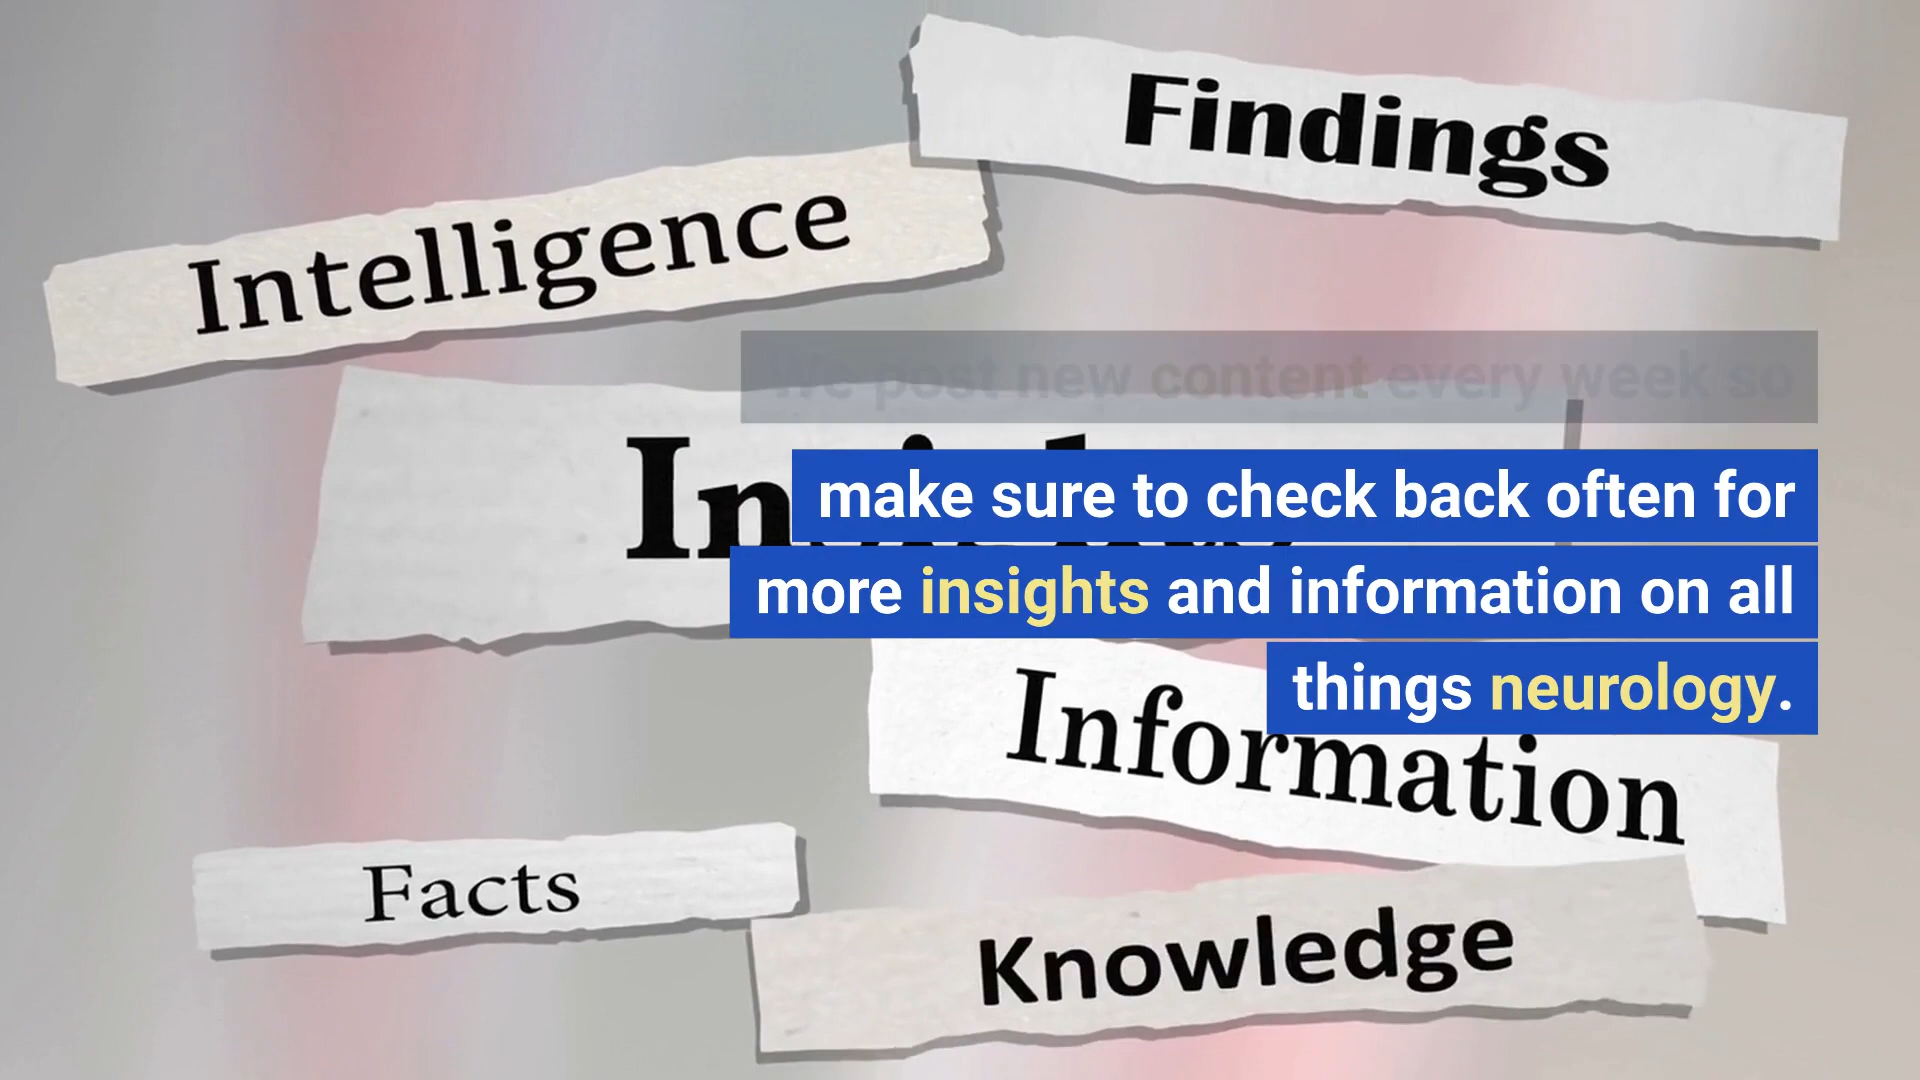 Findings
Intelligence
We post new content every week so
In
make sure to check back often for
more insights and information on all
things neurology.
Information
Facts
Knowledge